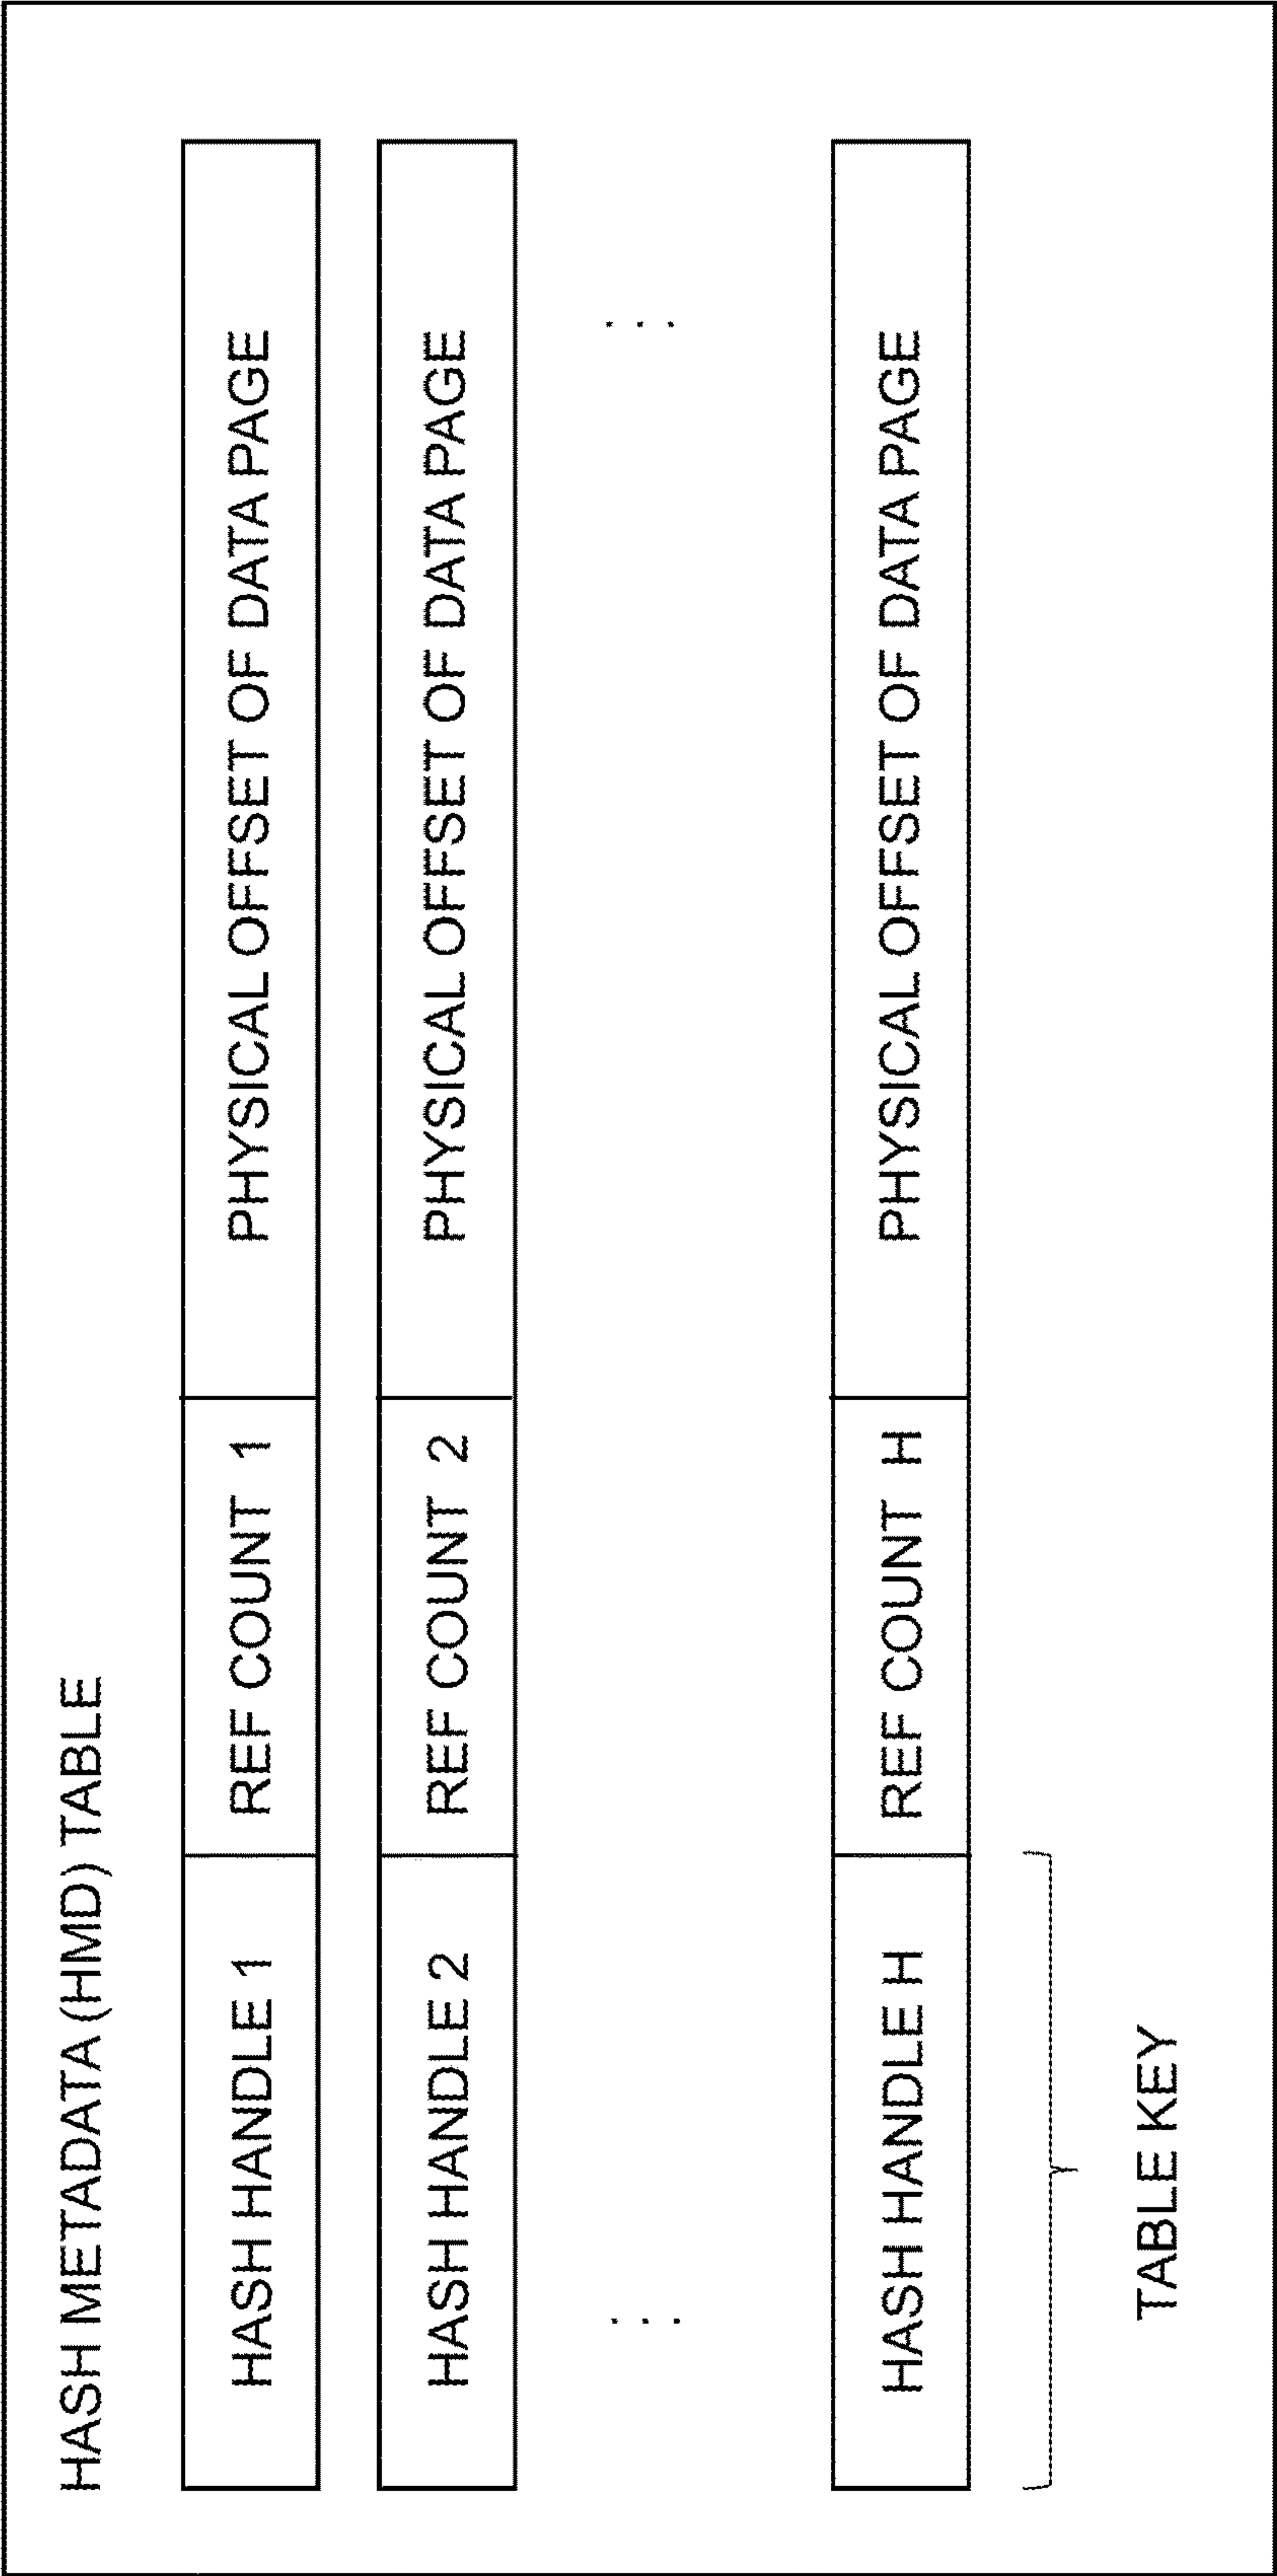 HASH METADATA (HMD) TABLE
HASH HANDLE 1 REF COUNT 1 PHYSICAL OFFSET OF DATA PAGE
HASH HANDLE 2 REF COUNT 2 PHYSICAL OFFSET OF DATA PAGE
. . . . . .
HASH HANDLE H REF COUNT H PHYSICAL OFFSET OF DATA PAGE
TABLE KEY